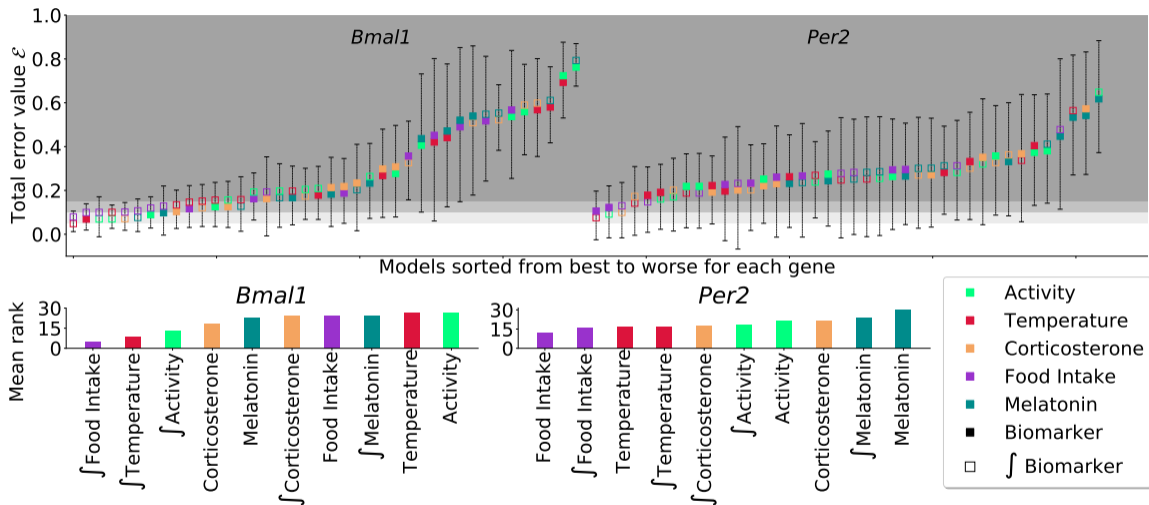 Total error value ℰ
1.0
0.8
0.6
0.4
0.2
0.0
Bmal1
Per2
Models sorted from best to worse for each gene
Mean rank
Bmal1
30
15
0
∫Food Intake
∫Temperature
∫Activity
Corticosterone
Melatonin
∫Corticosterone
Food Intake
∫Melatonin
Temperature
Activity
Per2
30
15
0
Food Intake
∫Food Intake
Temperature
∫Temperature
∫Corticosterone
∫Activity
Activity
Corticosterone
∫Melatonin
Melatonin
Activity
Temperature
Corticosterone
Food Intake
Melatonin
Biomarker
∫ Biomarker